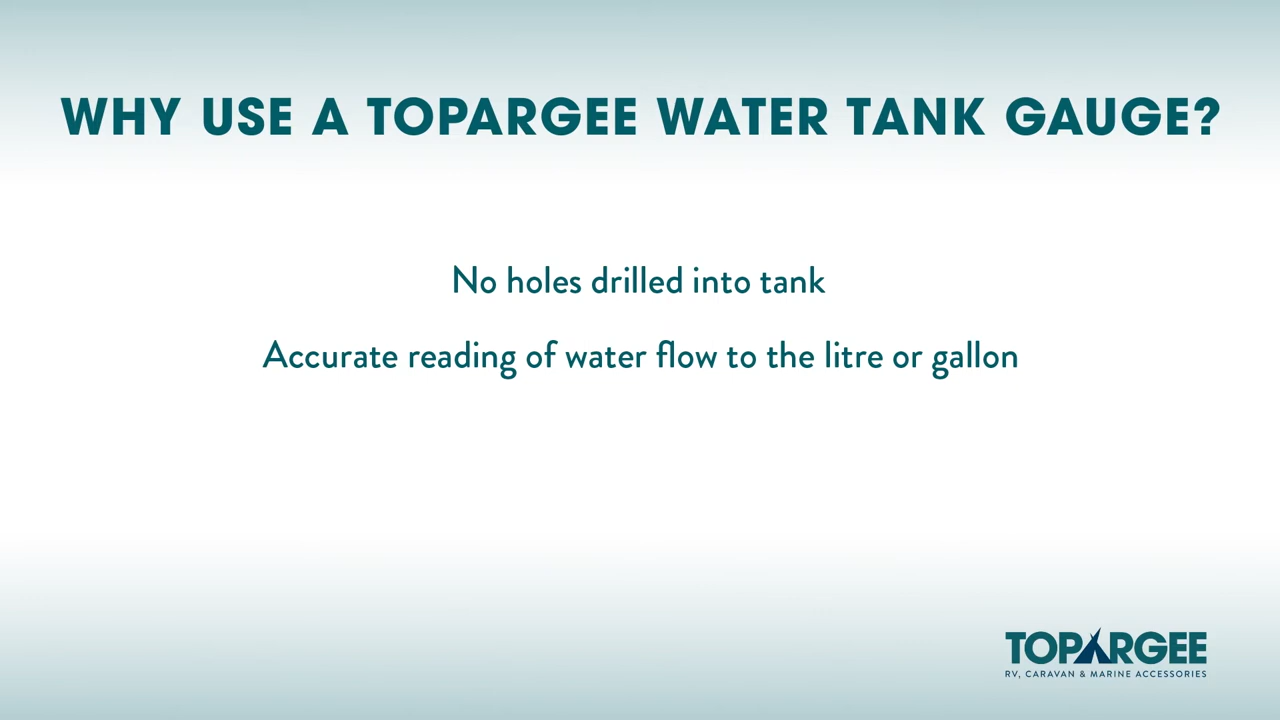 WHY USE A TOPARGEE WATER TANK GAUGE?
No holes drilled into tank
Accurate reading of water flow to the litre or gallon
TOPARGEE
RV, CARAVAN & MARINE ACCESSORIES